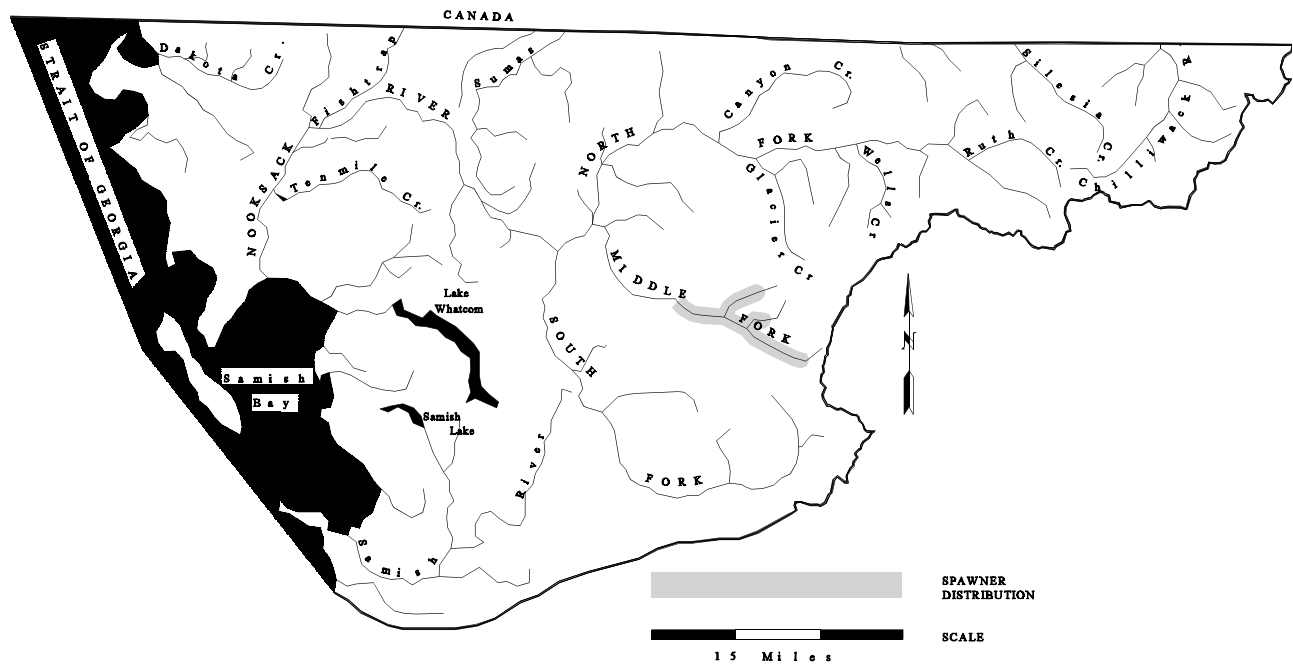 CANADA
STRAIT OF GEORGIA
Dakota Cr.
Fishtrap
Sumas
NOOKSACK
RIVER
Tenmile Cr.
NORTH
FORK
Canyon Cr.
Glacier Cr
Wells Cr
Ruth Cr.
Silesia Cr.
Chilliwack R
MIDDLE
FORK
Lake
Whatcom
SOUTH
FORK
Samish
Bay
Samish
Lake
Samish
River
N
SPAWNER
DISTRIBUTION
SCALE
15 Miles